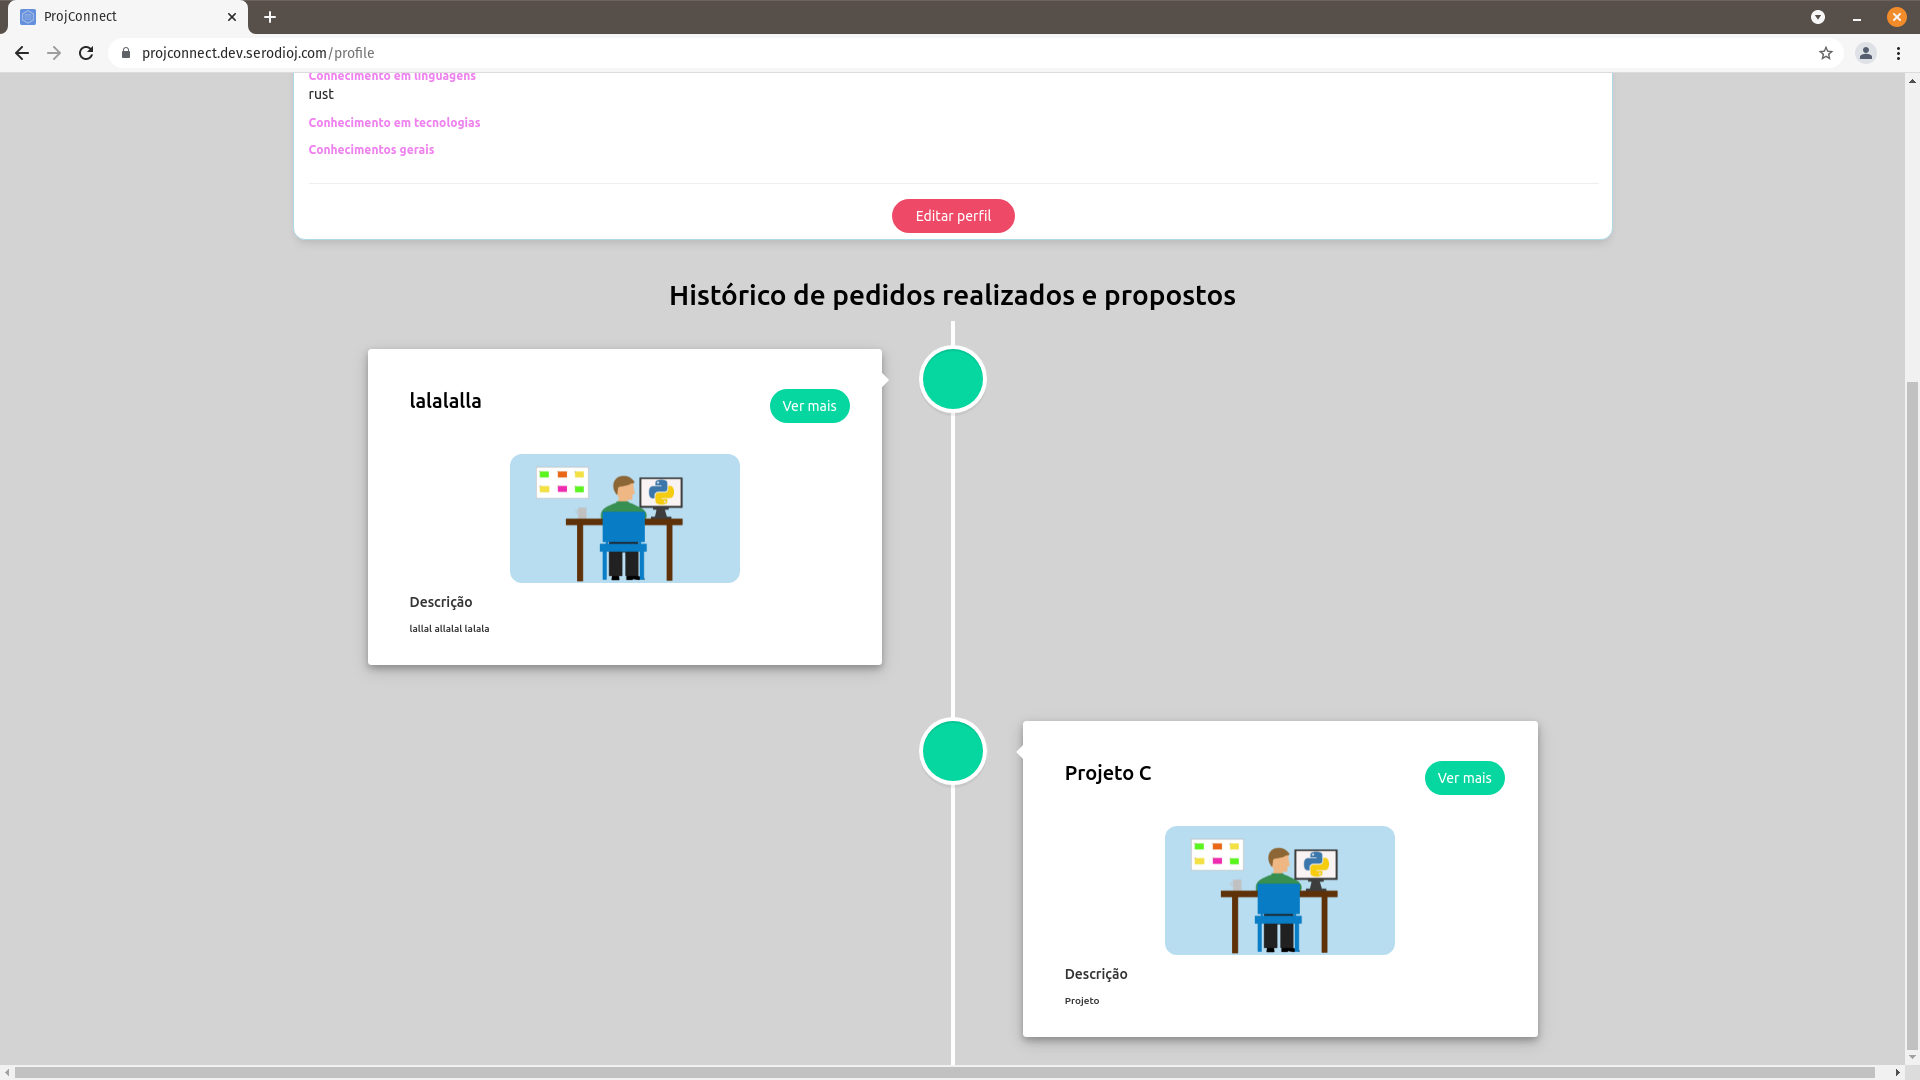 ProjConnect
projconnect.dev.serodioj.com/profile
Conhecimento em linguagens
rust
Conhecimento em tecnologias
Conhecimentos gerais
Editar perfil
Histórico de pedidos realizados e propostos
lalalalla
Ver mais
Descrição
lallal allalal lalala
Projeto C
Ver mais
Descrição
Projeto